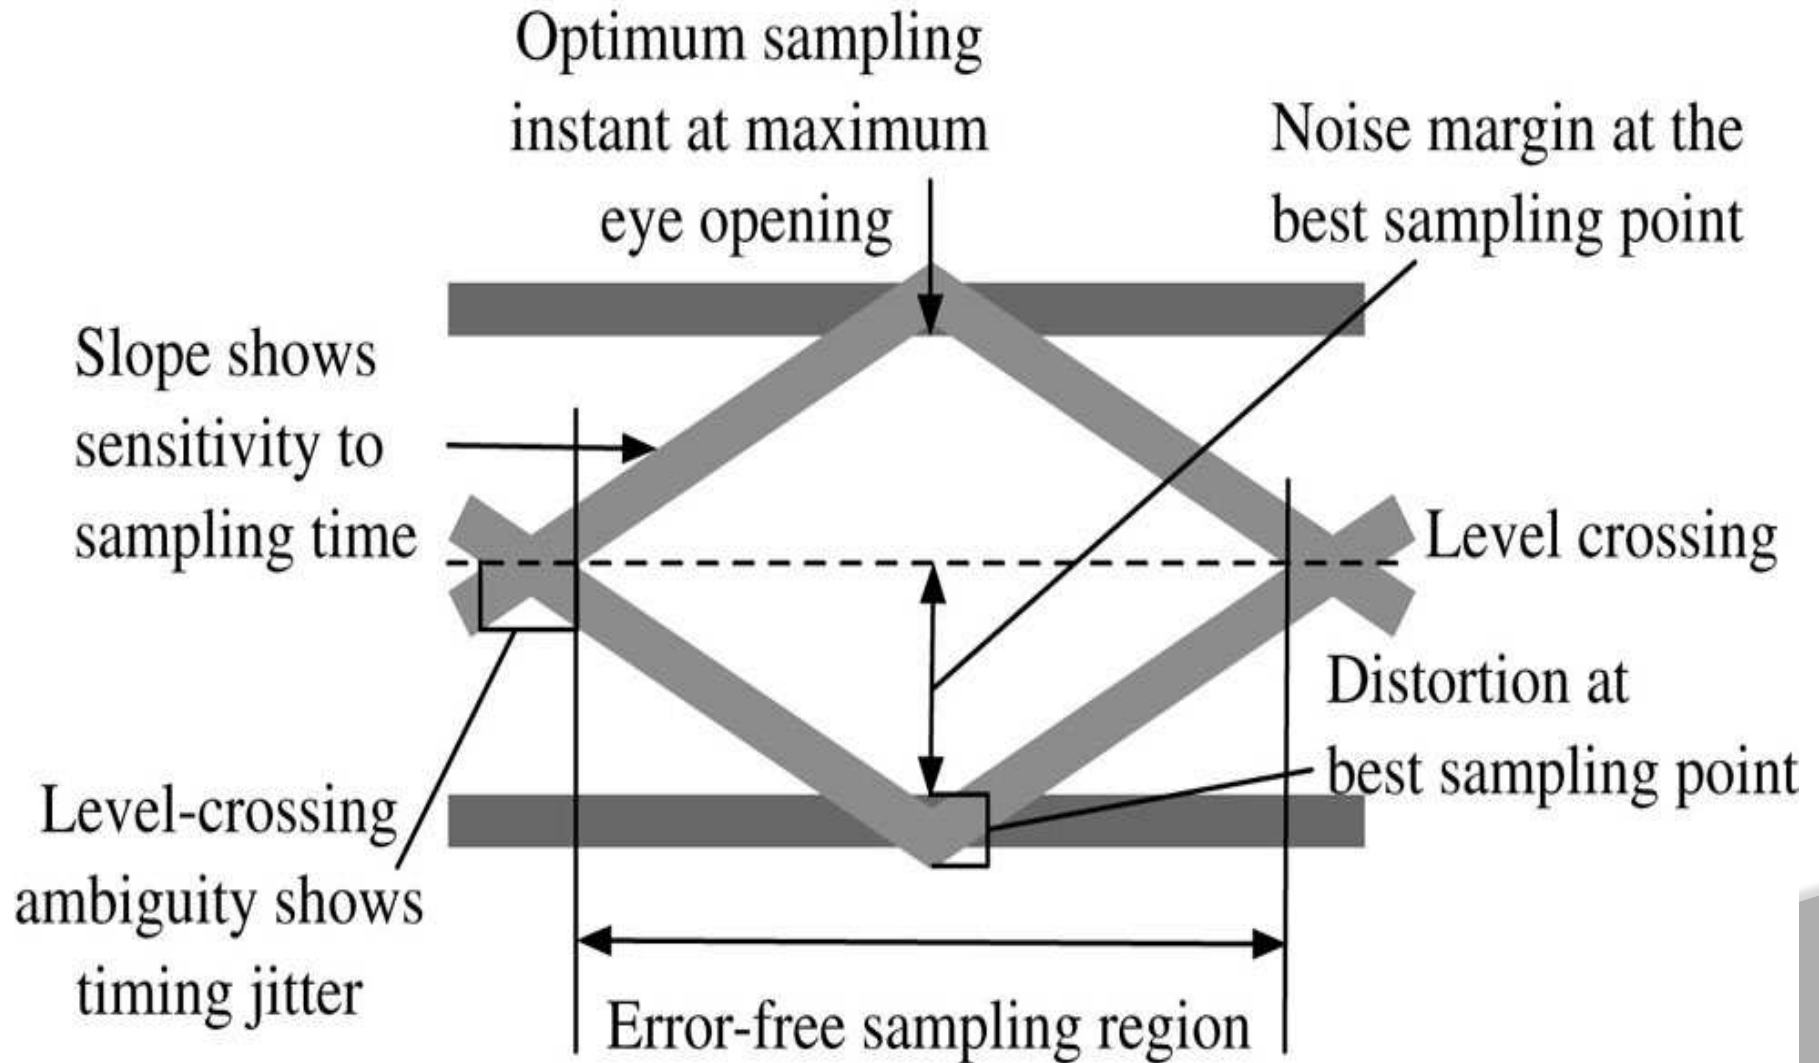 Optimum sampling
instant at maximum
eye opening
Noise margin at the
best sampling point
Slope shows
sensitivity to
sampling time
Level crossing
Distortion at
best sampling point
Level-crossing
ambiguity shows
timing jitter
Error-free sampling region